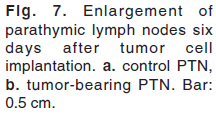 Fig. 7. Enlargement of
parathymic lymph nodes six
days after tumor cell
implantation. a. control PTN,
b. tumor-bearing PTN. Bar:
0.5 cm.